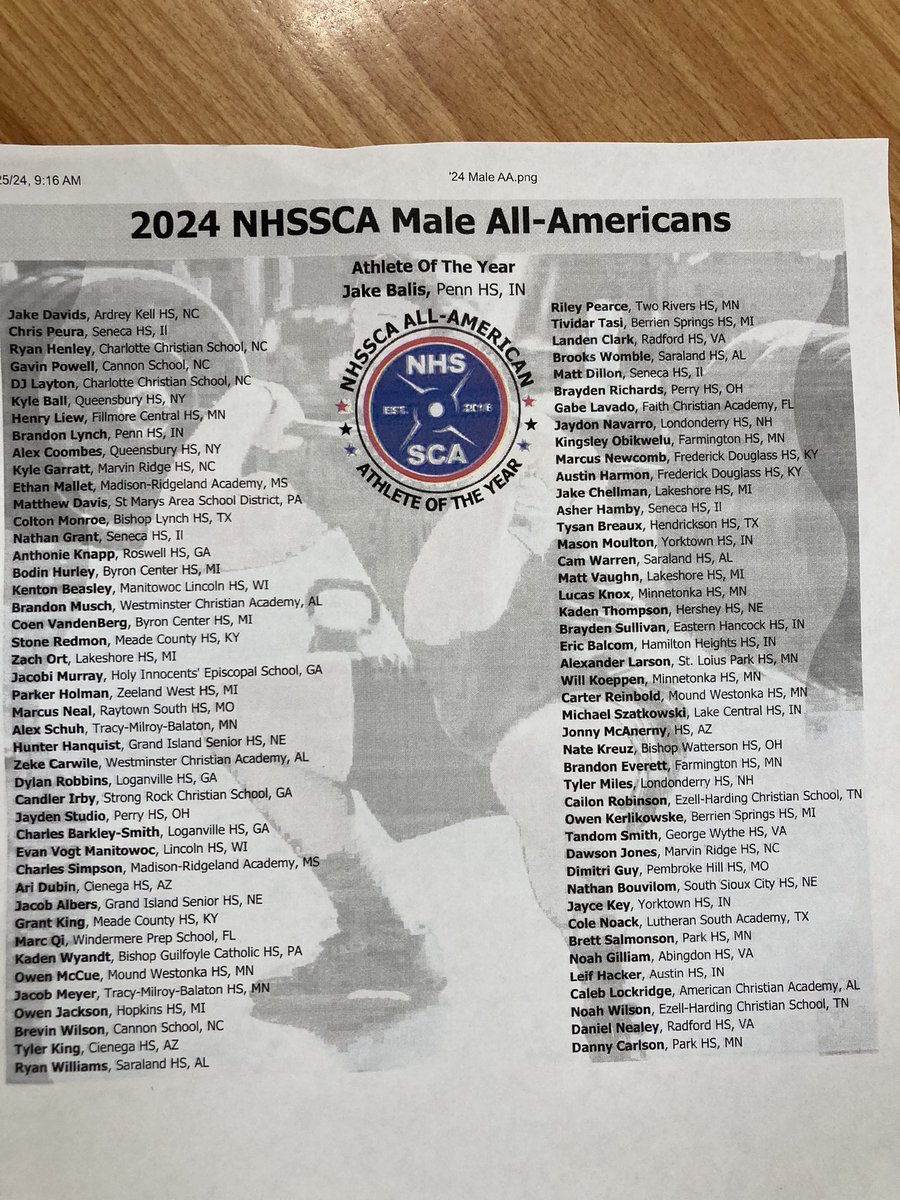 25/24, 9:16 AM
'24 Male AA.png
2024 NHSSCA Male All-Americans
Athlete Of The Year
Jake Balis, Penn HS, IN
NHSSCA ALL-AMERICAN
NHS
EST. 2016
SCA
ATHLETE OF THE YEAR
Jake Davids, Ardrey Kell HS, NC
Chris Peura, Seneca HS, Il
Ryan Henley, Charlotte Christian School, NC
Gavin Powell, Cannon School, NC
DJ Layton, Charlotte Christian School, NC
Kyle Ball, Queensbury HS, NY
Henry Liew, Fillmore Central HS, MN
Brandon Lynch, Penn HS, IN
Alex Coombes, Queensbury HS, NY
Kyle Garratt, Marvin Ridge HS, NC
Ethan Mallet, Madison-Ridgeland Academy, MS
Matthew Davis, St Marys Area School District, PA
Colton Monroe, Bishop Lynch HS, TX
Nathan Grant, Seneca HS, Il
Anthonie Knapp, Roswell HS, GA
Bodin Hurley, Byron Center HS, MI
Kenton Beasley, Manitowoc Lincoln HS, WI
Brandon Musch, Westminster Christian Academy, AL
Coen VandenBerg, Byron Center HS, MI
Stone Redmon, Meade County HS, KY
Zach Ort, Lakeshore HS, MI
Jacobi Murray, Holy Innocents' Episcopal School, GA
Parker Holman, Zeeland West HS, MI
Marcus Neal, Raytown South HS, MO
Alex Schuh, Tracy-Milroy-Balaton, MN
Hunter Hanquist, Grand Island Senior HS, NE
Zeke Carwile, Westminster Christian Academy, AL
Dylan Robbins, Loganville HS, GA
Candler Irby, Strong Rock Christian School, GA
Jayden Studio, Perry HS, OH
Charles Barkley-Smith, Loganville HS, GA
Evan Vogt Manitowoc, Lincoln HS, WI
Charles Simpson, Madison-Ridgeland Academy, MS
Ari Dubin, Cienega HS, AZ
Jacob Albers, Grand Island Senior HS, NE
Grant King, Meade County HS, KY
Marc Qi, Windermere Prep School, FL
Kaden Wyandt, Bishop Guilfoyle Catholic HS, PA
Owen McCue, Mound Westonka HS, MN
Jacob Meyer, Tracy-Milroy-Balaton HS, MN
Owen Jackson, Hopkins HS, MI
Brevin Wilson, Cannon School, NC
Tyler King, Cienega HS, AZ
Ryan Williams, Saraland HS, AL
Riley Pearce, Two Rivers HS, MN
Tividar Tasi, Berrien Springs HS, MI
Landen Clark, Radford HS, VA
Brooks Womble, Saraland HS, AL
Matt Dillon, Seneca HS, Il
Brayden Richards, Perry HS, OH
Gabe Lavado, Faith Christian Academy, FL
Jaydon Navarro, Londonderry HS, NH
Kingsley Obikwelu, Farmington HS, MN
Marcus Newcomb, Frederick Douglass HS, KY
Austin Harmon, Frederick Douglass HS, KY
Jake Chellman, Lakeshore HS, MI
Asher Hamby, Seneca HS, Il
Tysan Breaux, Hendrickson HS, TX
Mason Moulton, Yorktown HS, IN
Cam Warren, Saraland HS, AL
Matt Vaughn, Lakeshore HS, MI
Lucas Knox, Minnetonka HS, MN
Kaden Thompson, Hershey HS, NE
Brayden Sullivan, Eastern Hancock HS, IN
Eric Balcom, Hamilton Heights HS, IN
Alexander Larson, St. Loius Park HS, MN
Will Koeppen, Minnetonka HS, MN
Carter Reinbold, Mound Westonka HS, MN
Michael Szatkowski, Lake Central HS, IN
Jonny McAnerny, HS, AZ
Nate Kreuz, Bishop Watterson HS, OH
Brandon Everett, Farmington HS, MN
Tyler Miles, Londonderry HS, NH
Cailon Robinson, Ezell-Harding Christian School, TN
Owen Kerlikowske, Berrien Springs HS, MI
Tandom Smith, George Wythe HS, VA
Dawson Jones, Marvin Ridge HS, NC
Dimitri Guy, Pembroke Hill HS, MO
Nathan Bouvilom, South Sioux City HS, NE
Jayce Key, Yorktown HS, IN
Cole Noack, Lutheran South Academy, TX
Brett Salmonson, Park HS, MN
Noah Gilliam, Abingdon HS, VA
Leif Hacker, Austin HS, IN
Caleb Lockridge, American Christian Academy, AL
Noah Wilson, Ezell-Harding Christian School, TN
Daniel Nealey, Radford HS, VA
Danny Carlson, Park HS, MN